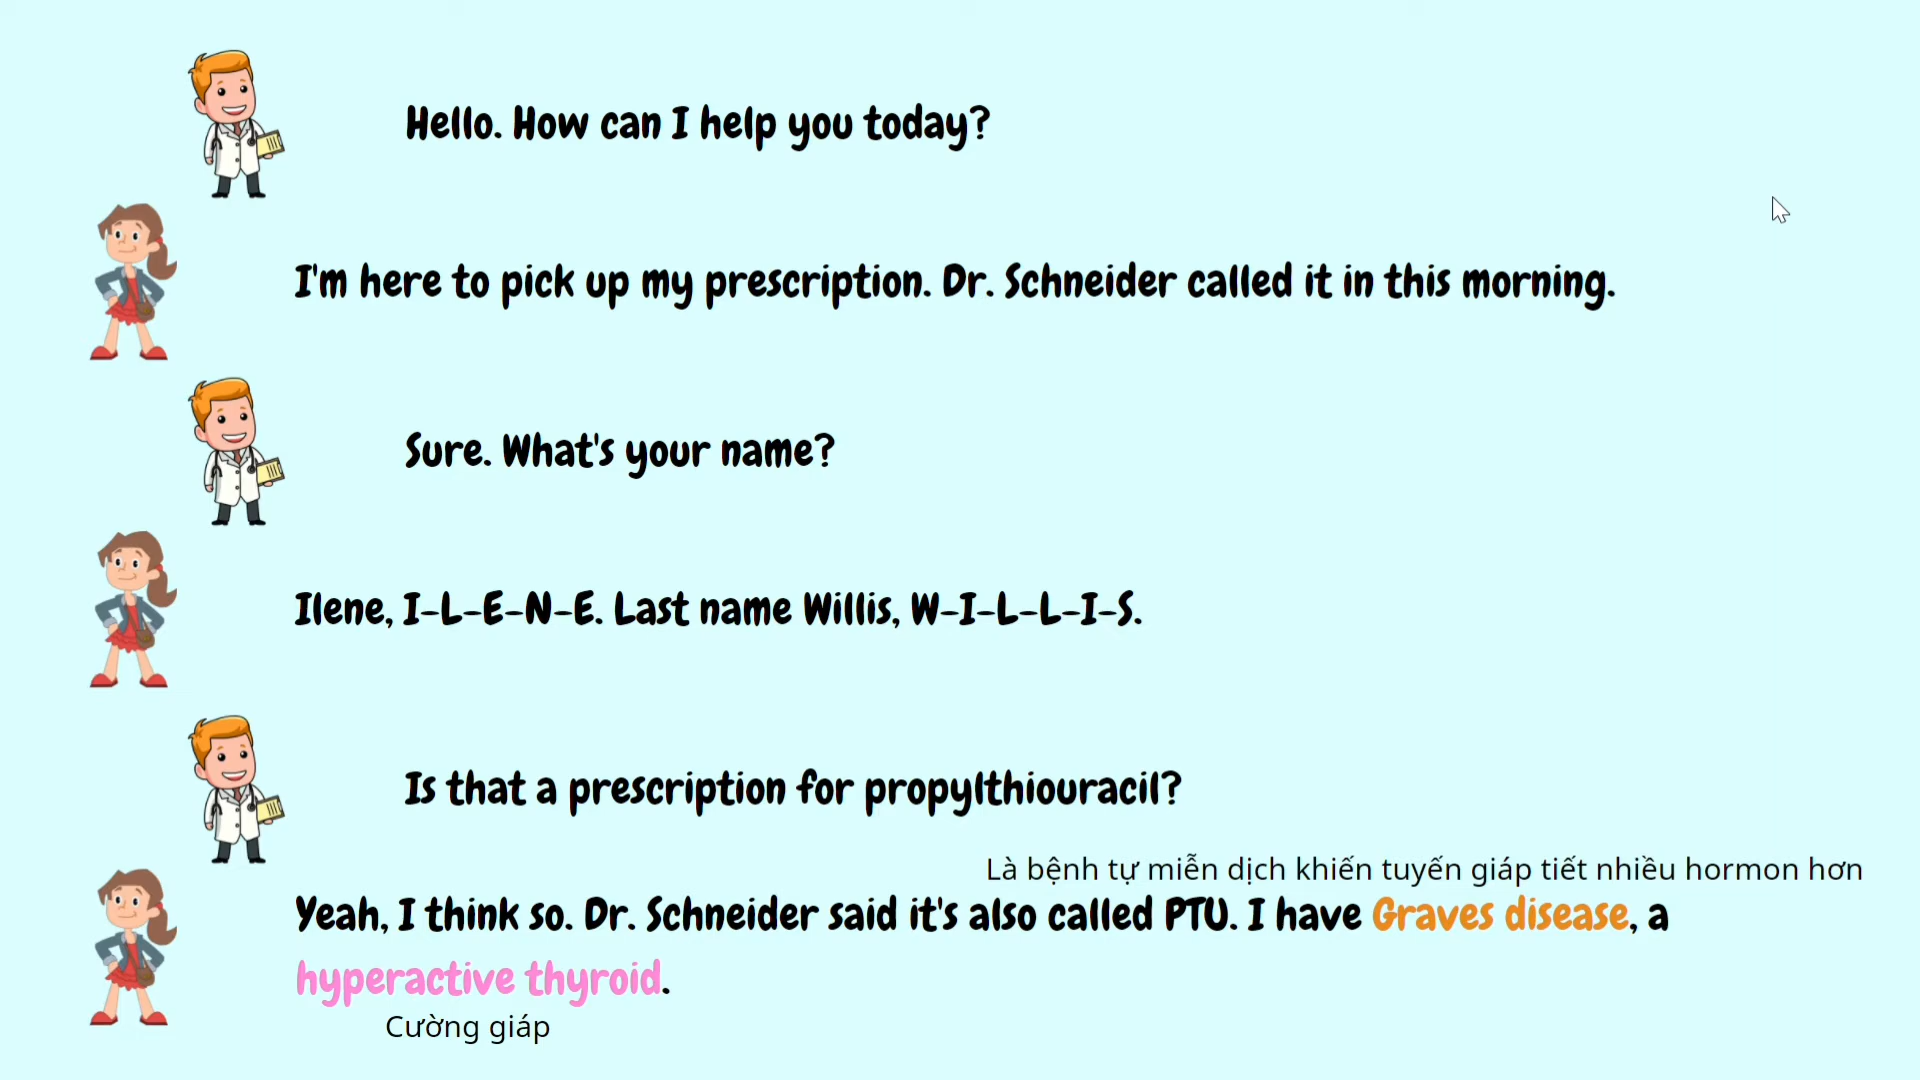 Hello. How can I help you today?
I'm here to pick up my prescription. Dr. Schneider called it in this morning.
Sure. What's your name?
Ilene, I-L-E-N-E. Last name Willis, W-I-L-L-I-S.
Is that a prescription for propylthiouracil?
Là bệnh tự miễn dịch khiến tuyến giáp tiết nhiều hormon hơn
Yeah, I think so. Dr. Schneider said it's also called PTU. I have Graves disease, a
hyperactive thyroid.
Cường giáp